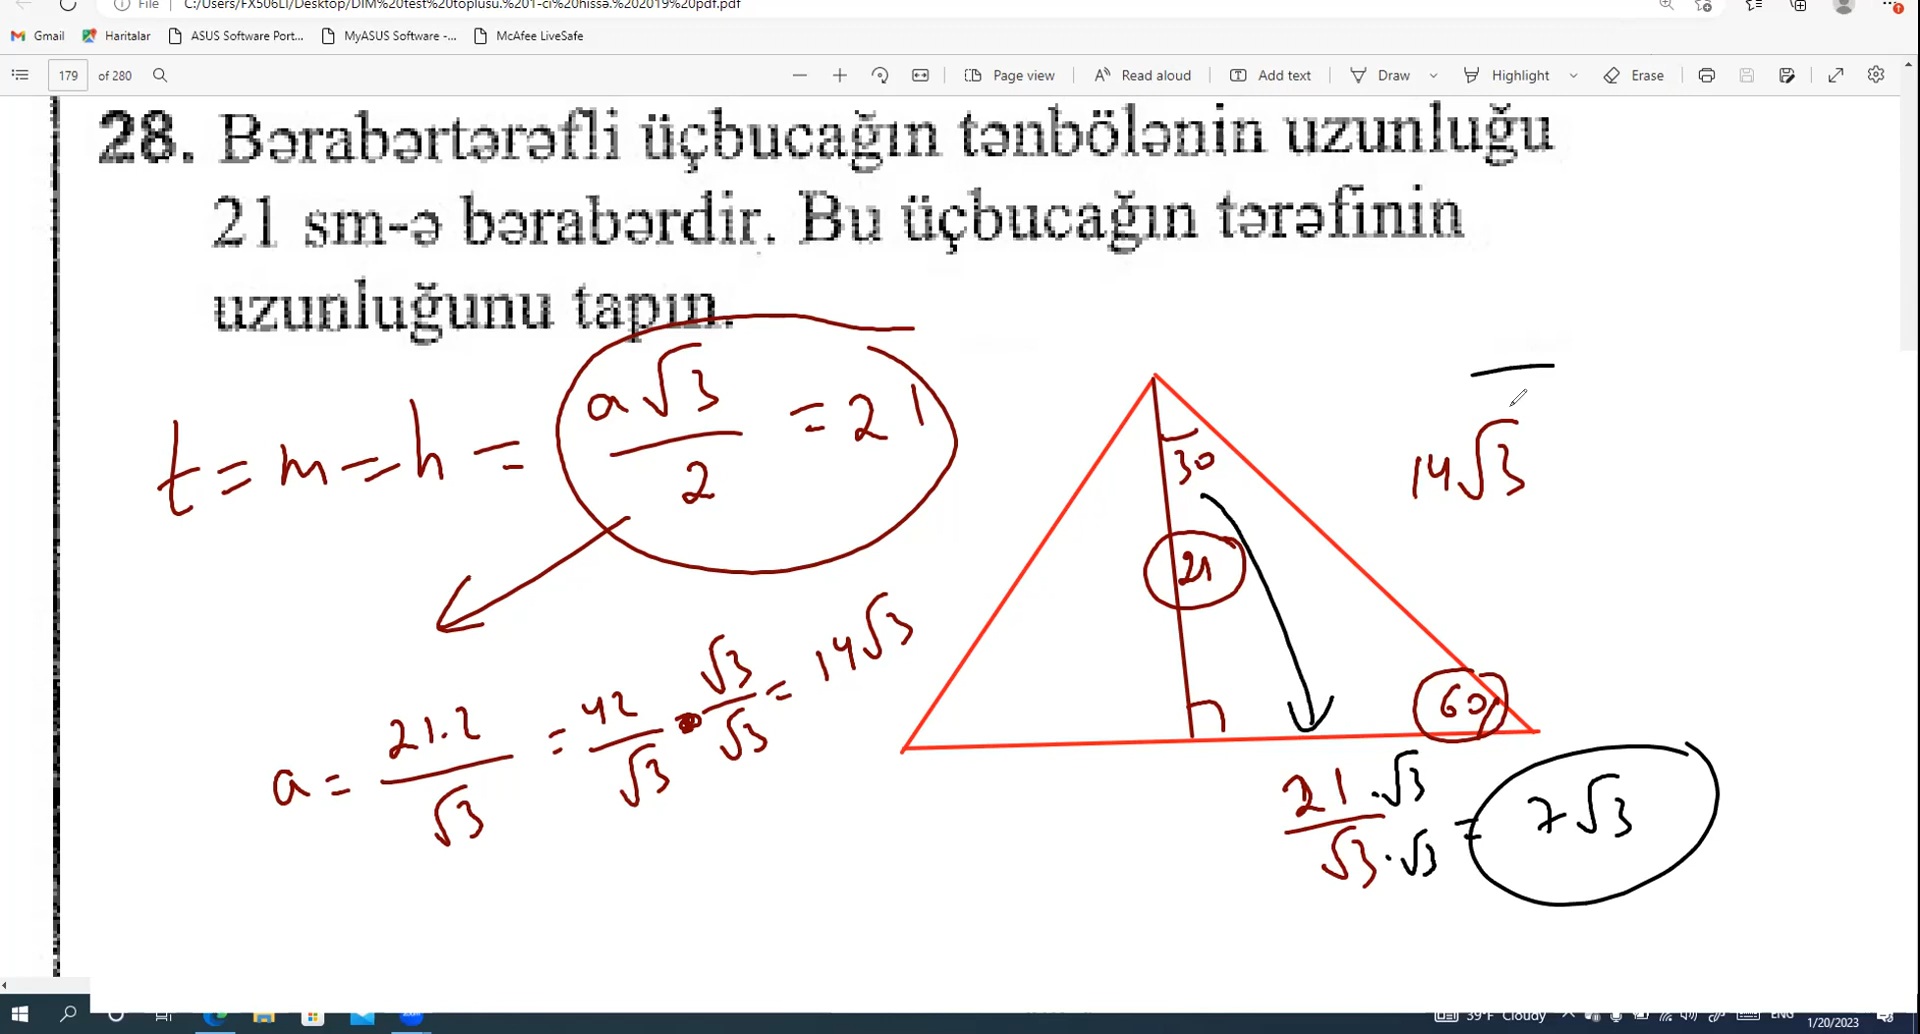 File | C:/Users/FX506LI/Desktop/DIM%20test%20toplusu.%201-ci%20hissə.%202019%20pdf.pdf
Gmail Haritalar ASUS Software Port... MyASUS Software -... McAfee LiveSafe
179 of 280 Page view Read aloud Add text Draw Highlight Erase
28. Bərabərtərəfli üçbucağın tənbölənin uzunluğu
21 sm-ə bərabərdir. Bu üçbucağın tərəfinin
uzunluğunu tapın.
t = m = h = a√3/2 = 21
30
14√3
21
60
a = 21.2/√3 = 42/√3 · √3/√3 = 14√3
21·√3/√3·√3 = 7√3
39°F Cloudy ENG
1/20/2023